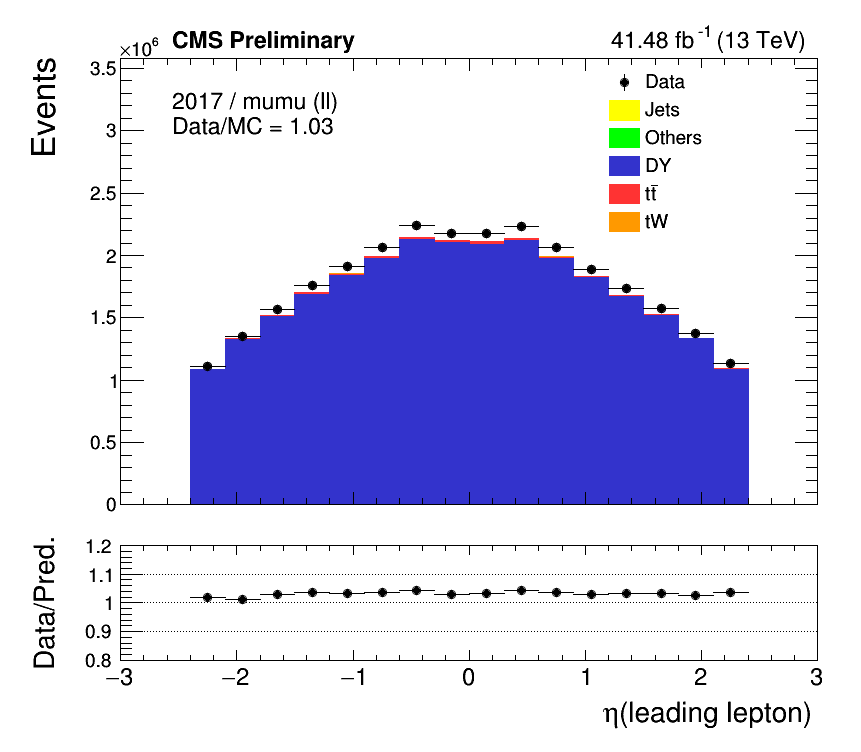 ×10⁶ CMS Preliminary 41.48 fb⁻¹ (13 TeV)
Events
3.5
3
2.5
2
1.5
1
0.5
0
2017 / mumu (ll)
Data/MC = 1.03
Data
Jets
Others
DY
tt̄
tW
Data/Pred.
1.2
1.1
1
0.9
0.8
−3 −2 −1 0 1 2 3
η(leading lepton)